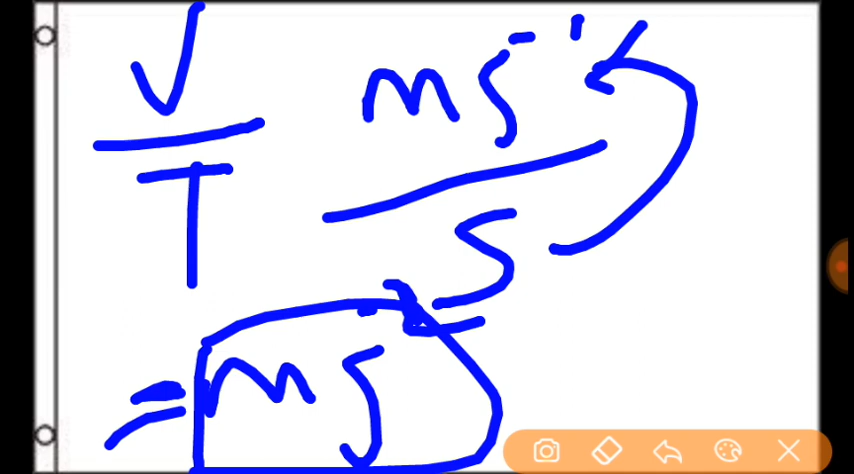 V ms⁻¹
T s
= ms⁻²